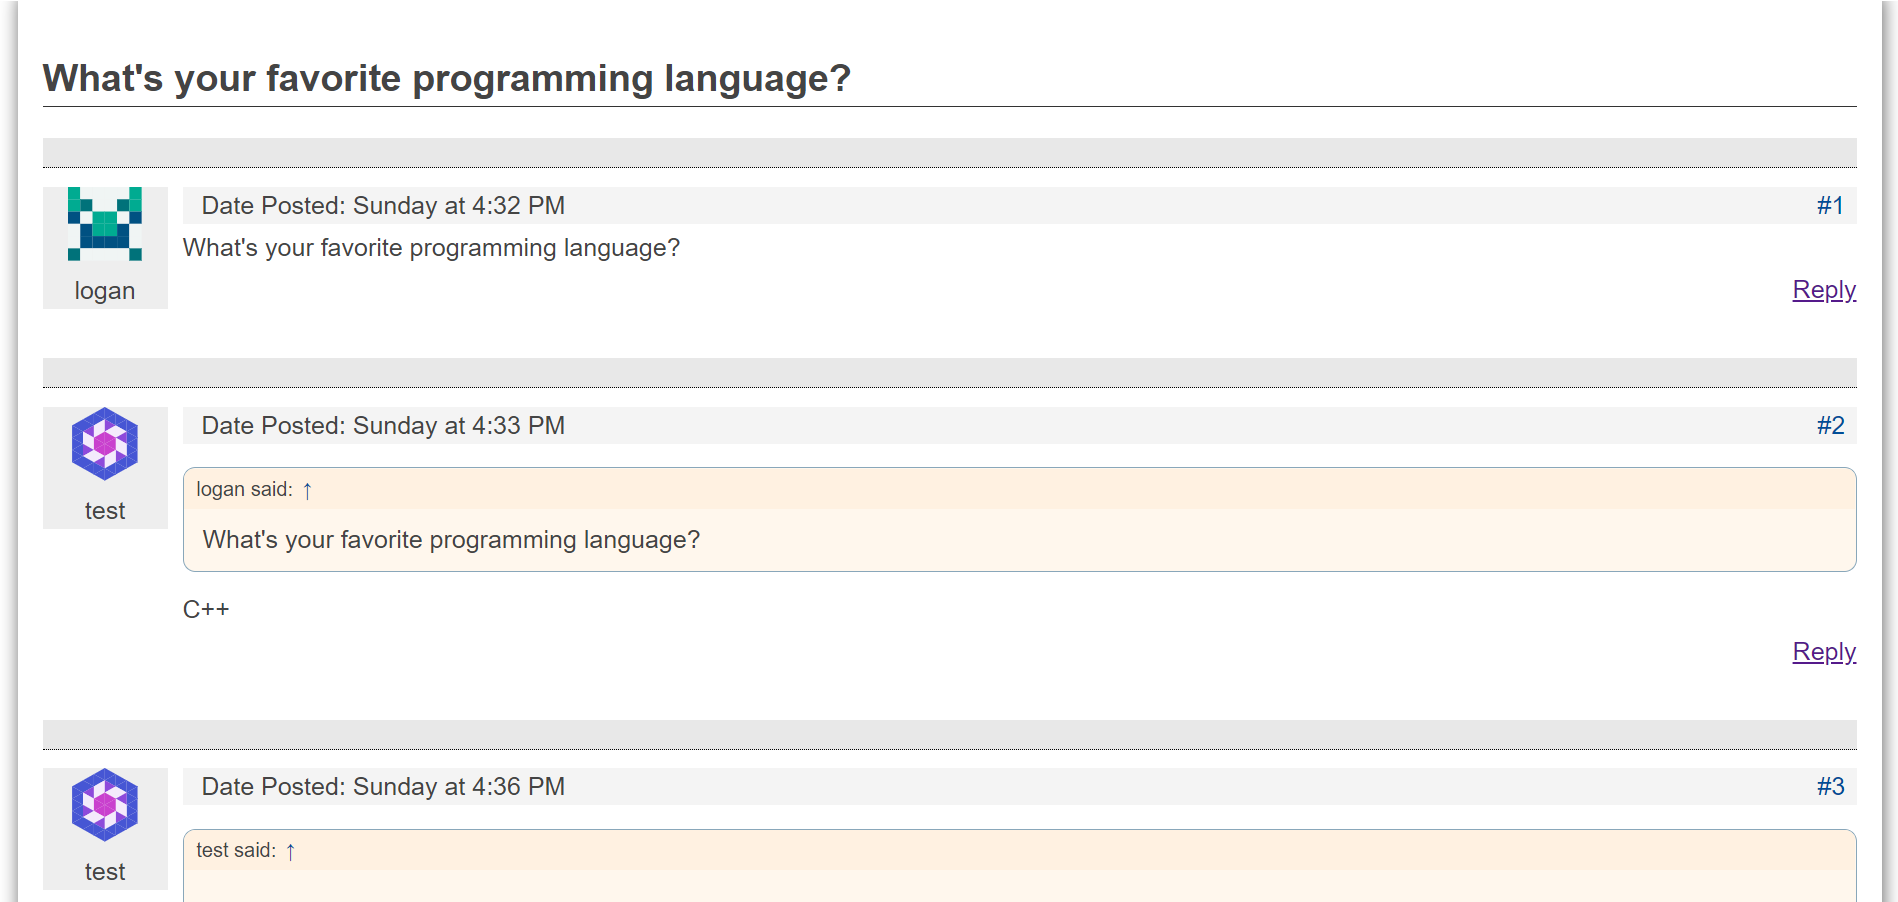 What's your favorite programming language?
Date Posted: Sunday at 4:32 PM #1
What's your favorite programming language?
logan
Reply
Date Posted: Sunday at 4:33 PM #2
logan said: ↑
test
What's your favorite programming language?
C++
Reply
Date Posted: Sunday at 4:36 PM #3
test said: ↑
test